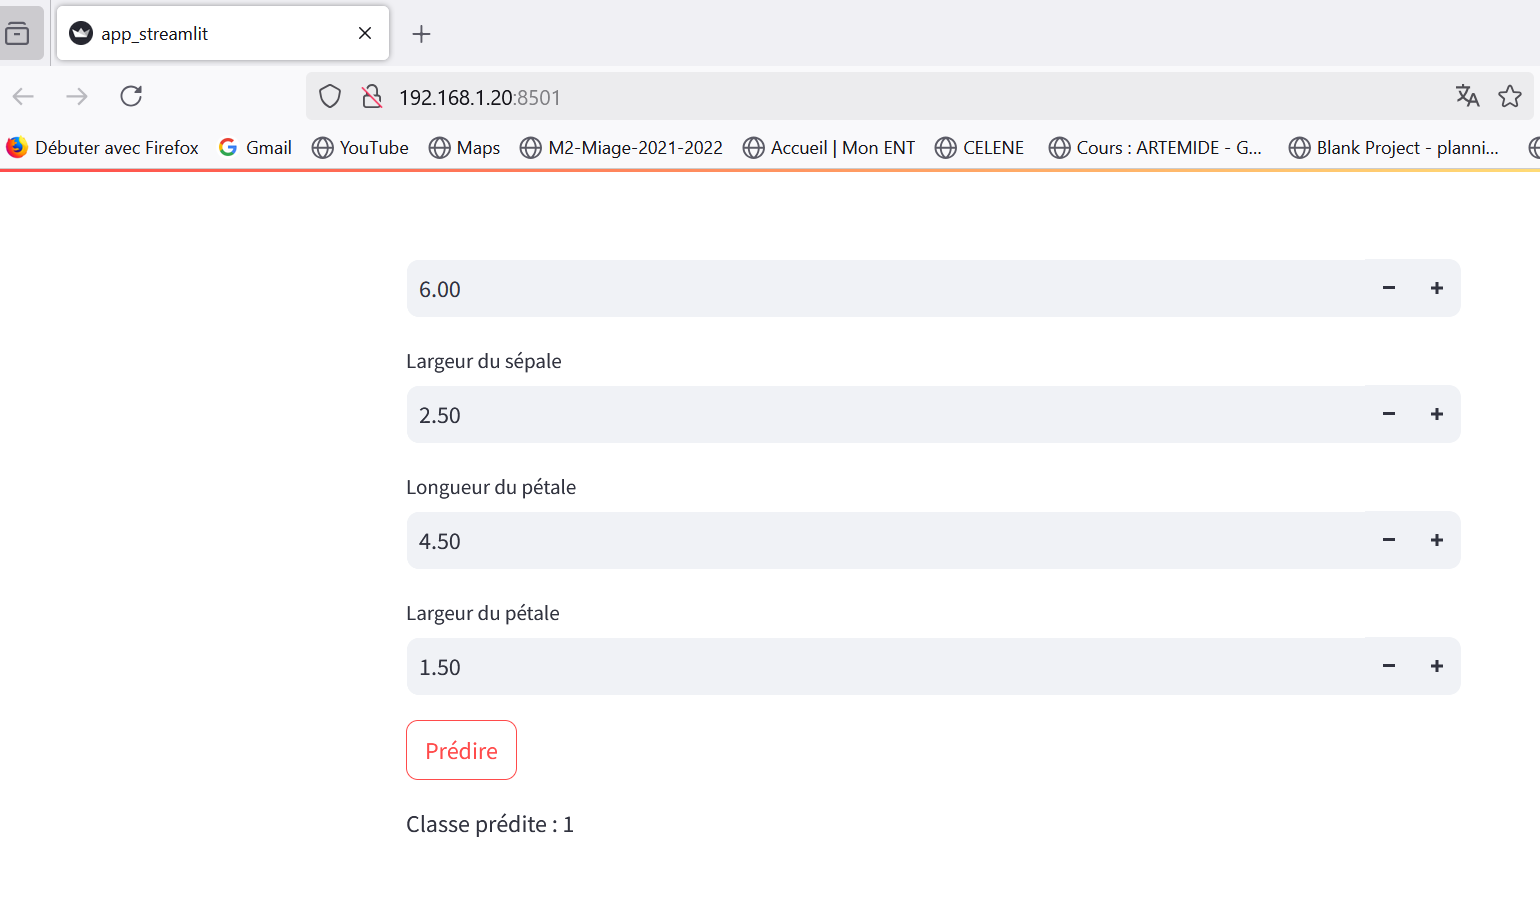 app_streamlit
192.168.1.20:8501
Débuter avec Firefox Gmail YouTube Maps M2-Miage-2021-2022 Accueil | Mon ENT CELENE Cours : ARTEMIDE - G... Blank Project - planni...
6.00
Largeur du sépale
2.50
Longueur du pétale
4.50
Largeur du pétale
1.50
Prédire
Classe prédite : 1